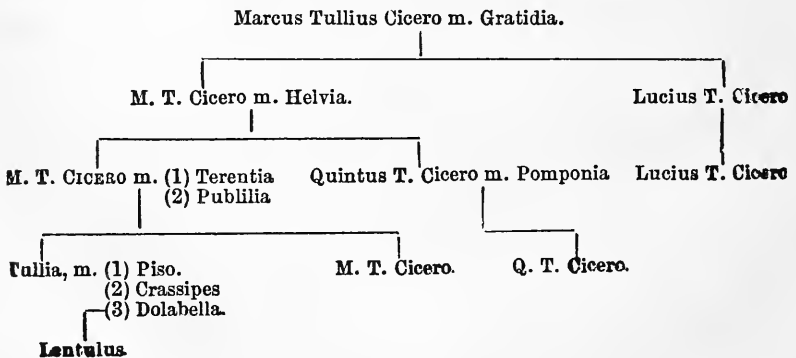 Marcus Tullius Cicero m. Gratidia.
M. T. Cicero m. Helvia. Lucius T. Cicero
M. T. CICERO m. (1) Terentia Quintus T. Cicero m. Pomponia Lucius T. Cicero
(2) Publilia
Tullia, m. (1) Piso. M. T. Cicero. Q. T. Cicero.
(2) Crassipes
(3) Dolabella.
Lentulus.